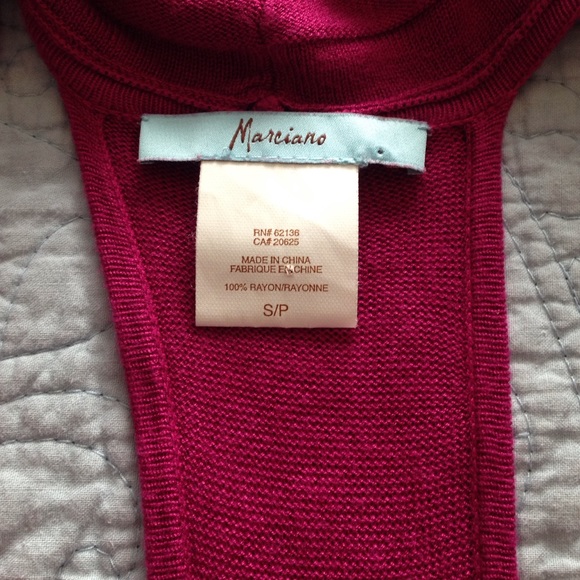 Marciano
RN# 62136
CA# 20625
MADE IN CHINA
FABRIQUE EN CHINE
100% RAYON/RAYONNE
S/P